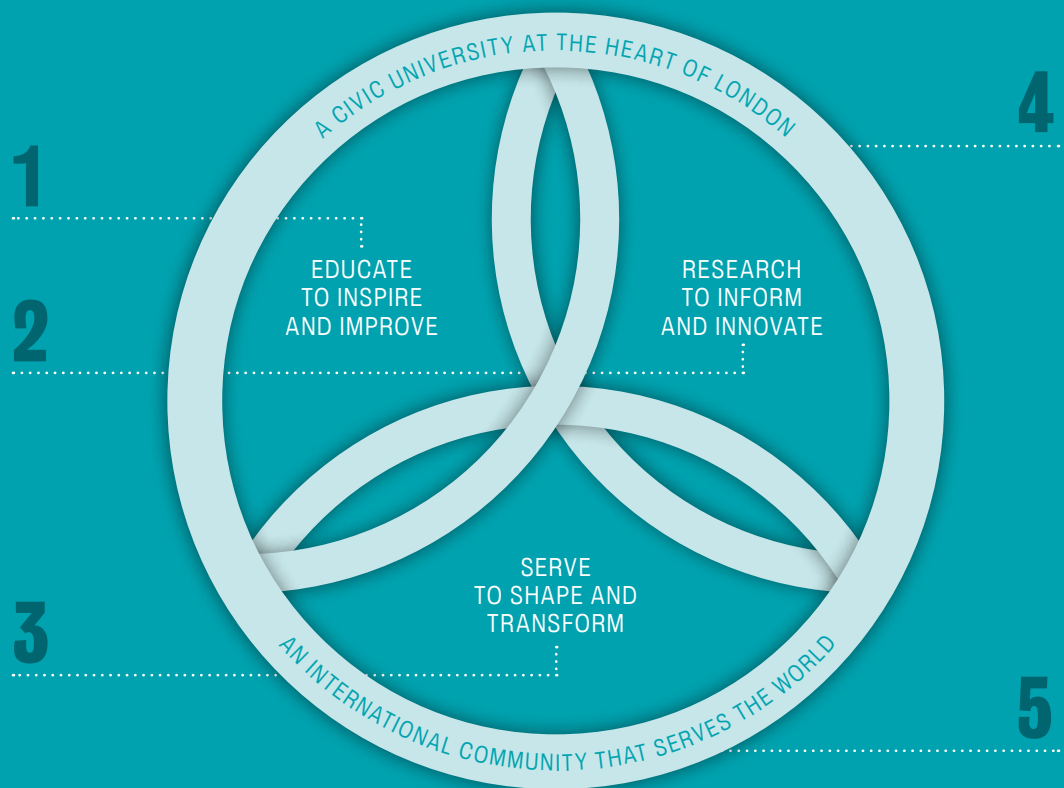 A CIVIC UNIVERSITY AT THE HEART OF LONDON
4
1
EDUCATE
TO INSPIRE
AND IMPROVE
RESEARCH
TO INFORM
AND INNOVATE
2
SERVE
TO SHAPE AND
TRANSFORM
3
AN INTERNATIONAL COMMUNITY THAT SERVES THE WORLD
5